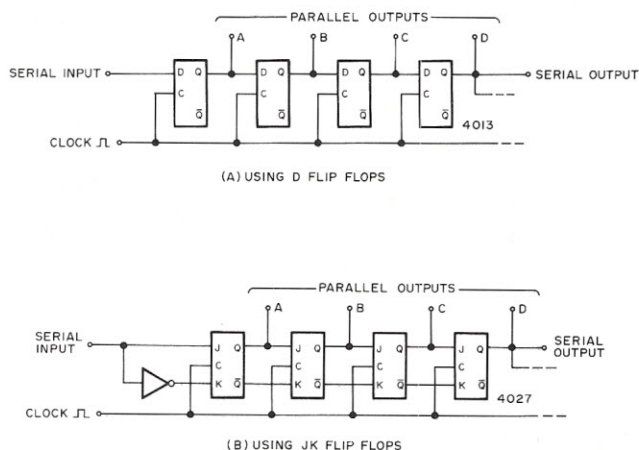 PARALLEL OUTPUTS
A B C D
SERIAL INPUT D Q D Q D Q D Q SERIAL OUTPUT
C C C C
Q̅ Q̅ Q̅ Q̅
4013
CLOCK
(A) USING D FLIP FLOPS
PARALLEL OUTPUTS
A B C D
SERIAL INPUT J Q J Q J Q J Q SERIAL OUTPUT
C C C C
K Q̅ K Q̅ K Q̅ K Q̅
4027
CLOCK
(B) USING JK FLIP FLOPS